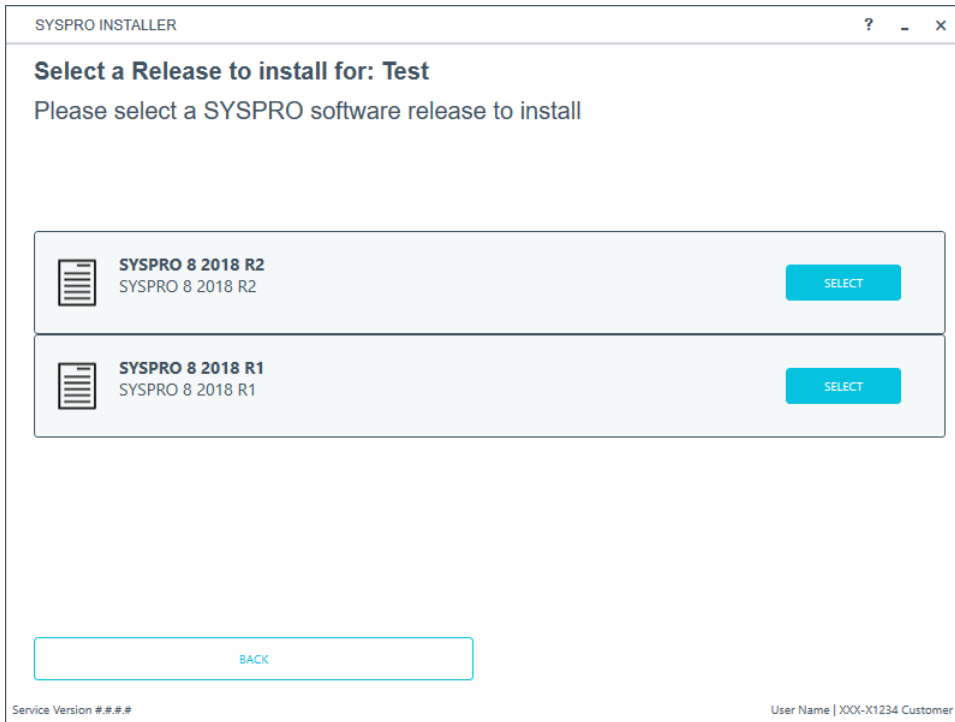 SYSPRO INSTALLER
? - ×
Select a Release to install for: Test
Please select a SYSPRO software release to install
SYSPRO 8 2018 R2
SYSPRO 8 2018 R2
SELECT
SYSPRO 8 2018 R1
SYSPRO 8 2018 R1
SELECT
BACK
Service Version #.#.#.#
User Name | XXX-X1234 Customer